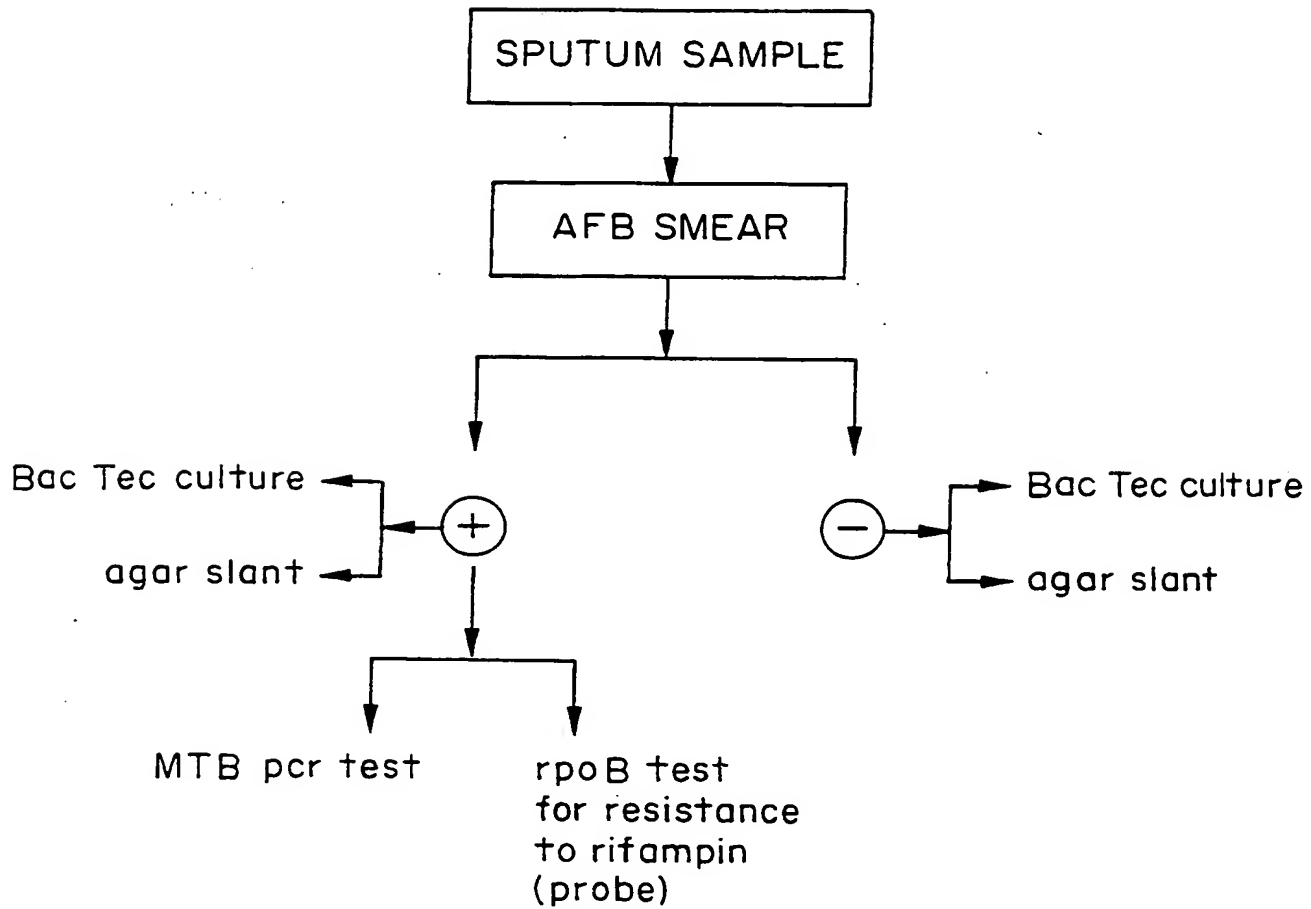 SPUTUM SAMPLE
AFB SMEAR
Bac Tec culture
agar slant
+
−
Bac Tec culture
agar slant
MTB pcr test
rpoB test
for resistance
to rifampin
(probe)